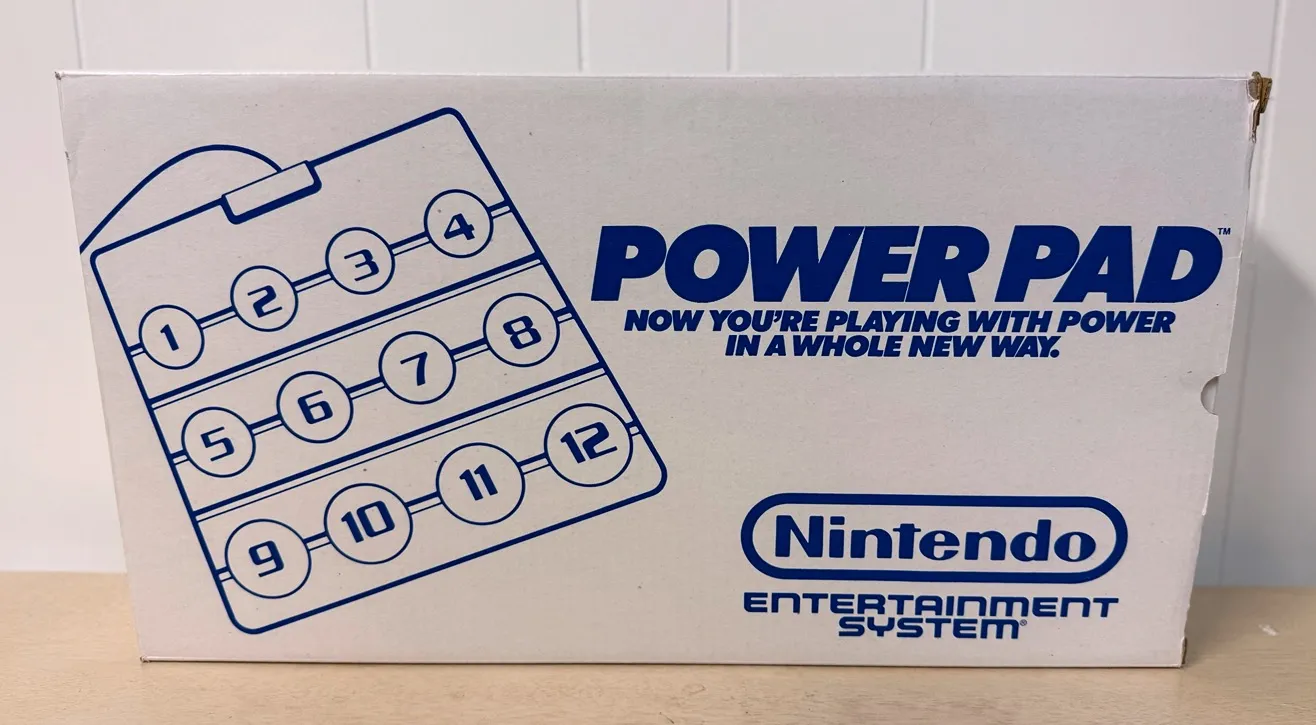 1 2 3 4
5 6 7 8
9 10 11 12
POWER PAD™
NOW YOU'RE PLAYING WITH POWER
IN A WHOLE NEW WAY.
Nintendo
ENTERTAINMENT
SYSTEM®